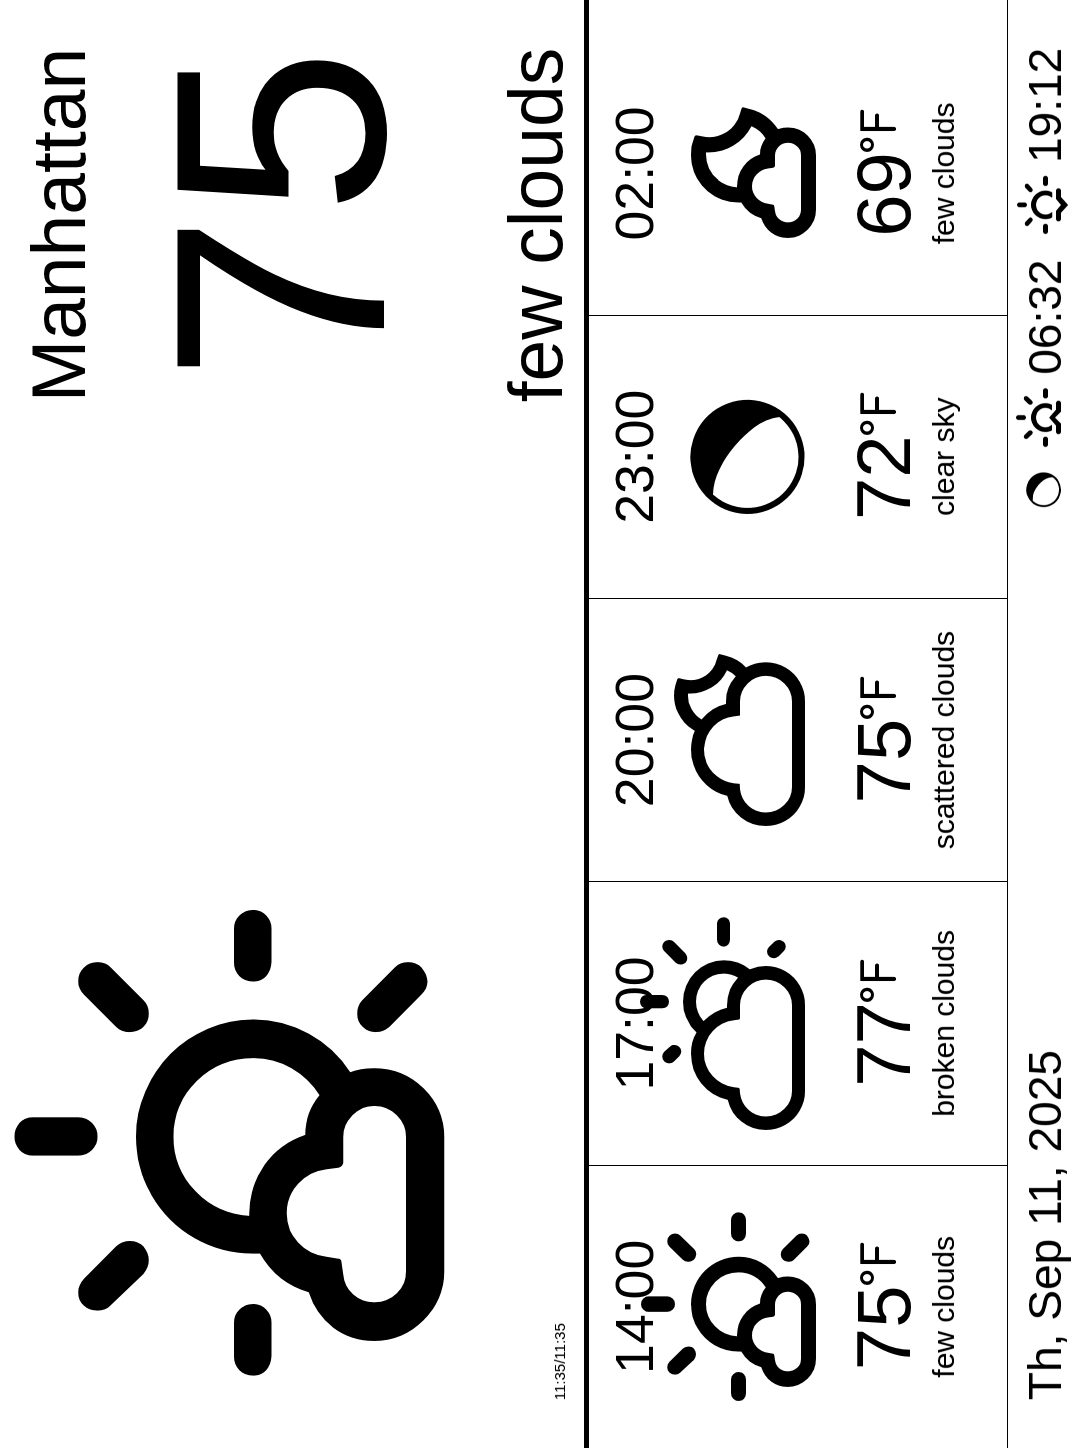 Manhattan
75
few clouds
11:35/11:35
14:00
75°F
few clouds
17:00
77°F
broken clouds
20:00
75°F
scattered clouds
23:00
72°F
clear sky
02:00
69°F
few clouds
Th, Sep 11, 2025
06:32
19:12